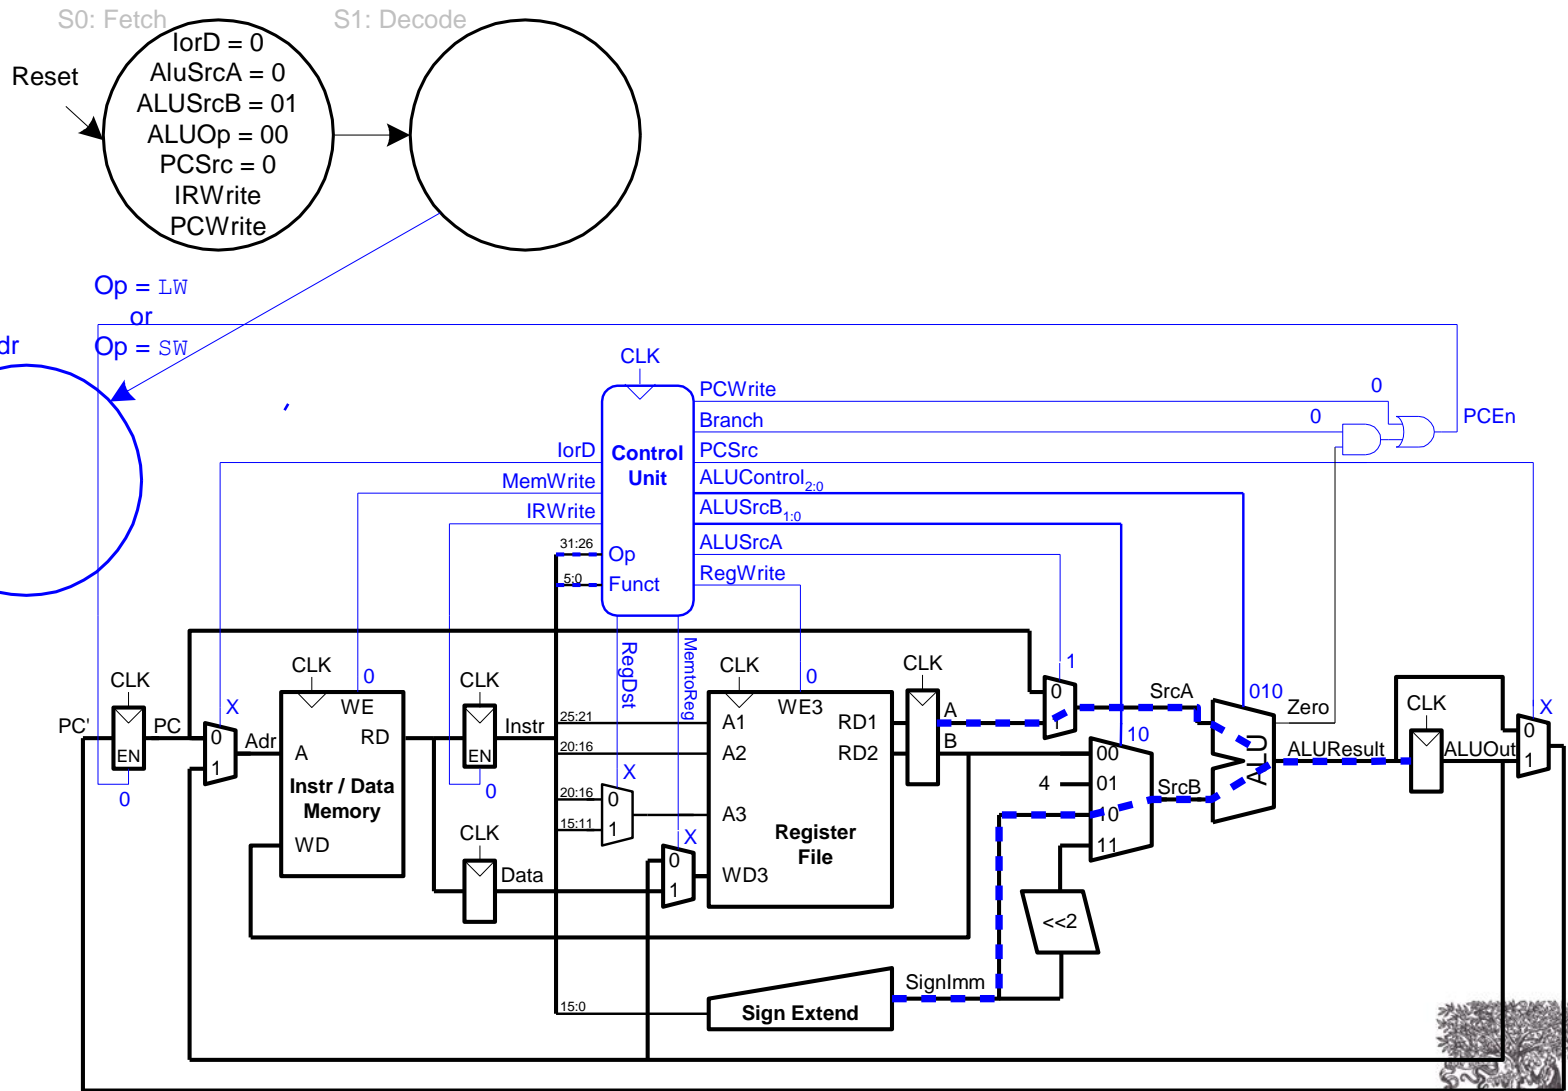 S0: Fetch
S1: Decode
Reset
IorD = 0
AluSrcA = 0
ALUSrcB = 01
ALUOp = 00
PCSrc = 0
IRWrite
PCWrite
Op = LW
or
Op = SW
dr
CLK
PCWrite
Branch
PCSrc
ALUControl2:0
ALUSrcB1:0
ALUSrcA
RegWrite
0
0
PCEn
IorD
MemWrite
IRWrite
Control
Unit
31:26
Op
5:0
Funct
RegDst
MemtoReg
CLK
CLK
CLK
CLK
CLK
CLK
0
0
1
010
10
X
X
PC'
PC
EN
0
0
1
Adr
A
WE
RD
Instr / Data
Memory
WD
EN
0
Instr
25:21
20:16
20:16
15:11
X
0
1
A1
A2
A3
WD3
WE3
RD1
RD2
Register
File
A
B
0
1
SrcA
4
00
01
10
11
SrcB
ALU
Zero
ALUResult
ALUOut
0
1
CLK
Data
X
0
1
<<2
SignImm
15:0
Sign Extend